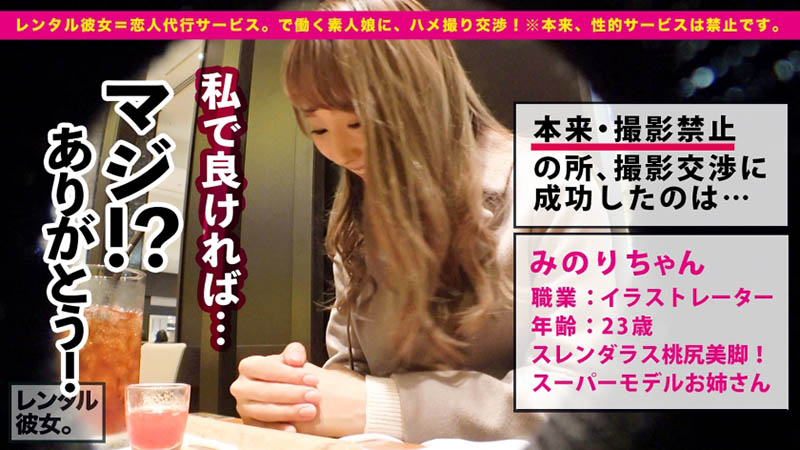 レンタル彼女＝恋人代行サービス。で働く素人娘に、ハメ撮り交渉！※本来、性的サービスは禁止です。
私で良ければ…
マジ!?
ありがとう！
本来・撮影禁止
の所、撮影交渉に
成功したのは…
みのりちゃん
職業：イラストレーター
年齢：23歳
スレンダラス桃尻美脚！
スーパーモデルお姉さん
レンタル
彼女。